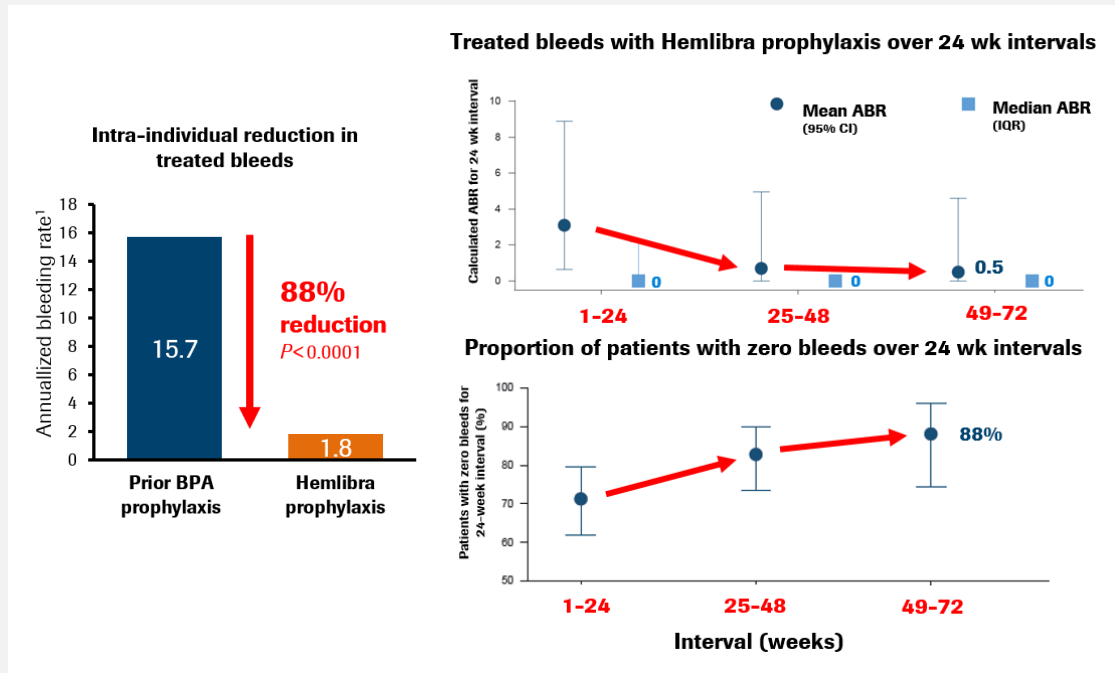 Intra-individual reduction in
treated bleeds
Annuallized bleeding rate¹
18
16
14
12
10
8
6
4
2
0
15.7
88%
reduction
P<0.0001
1.8
Prior BPA
prophylaxis
Hemlibra
prophylaxis
Treated bleeds with Hemlibra prophylaxis over 24 wk intervals
Calculated ABR for 24 wk interval
10
8
6
4
2
0
Mean ABR
(95% CI)
Median ABR
(IQR)
0
0
0.5
0
1-24
25-48
49-72
Proportion of patients with zero bleeds over 24 wk intervals
Patients with zero bleeds for
24-week interval (%)
100
90
80
70
60
50
88%
1-24
25-48
49-72
Interval (weeks)